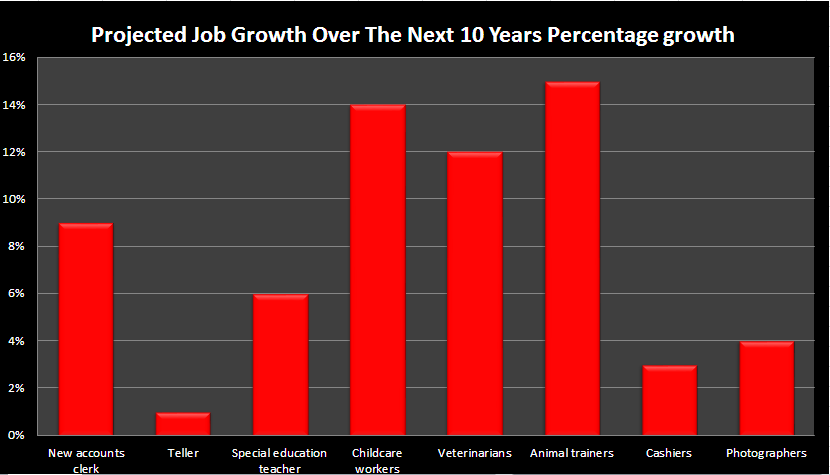 Projected Job Growth Over The Next 10 Years Percentage growth
16%
14%
12%
10%
8%
6%
4%
2%
0%
New accounts
clerk
Teller
Special education
teacher
Childcare
workers
Veterinarians
Animal trainers
Cashiers
Photographers